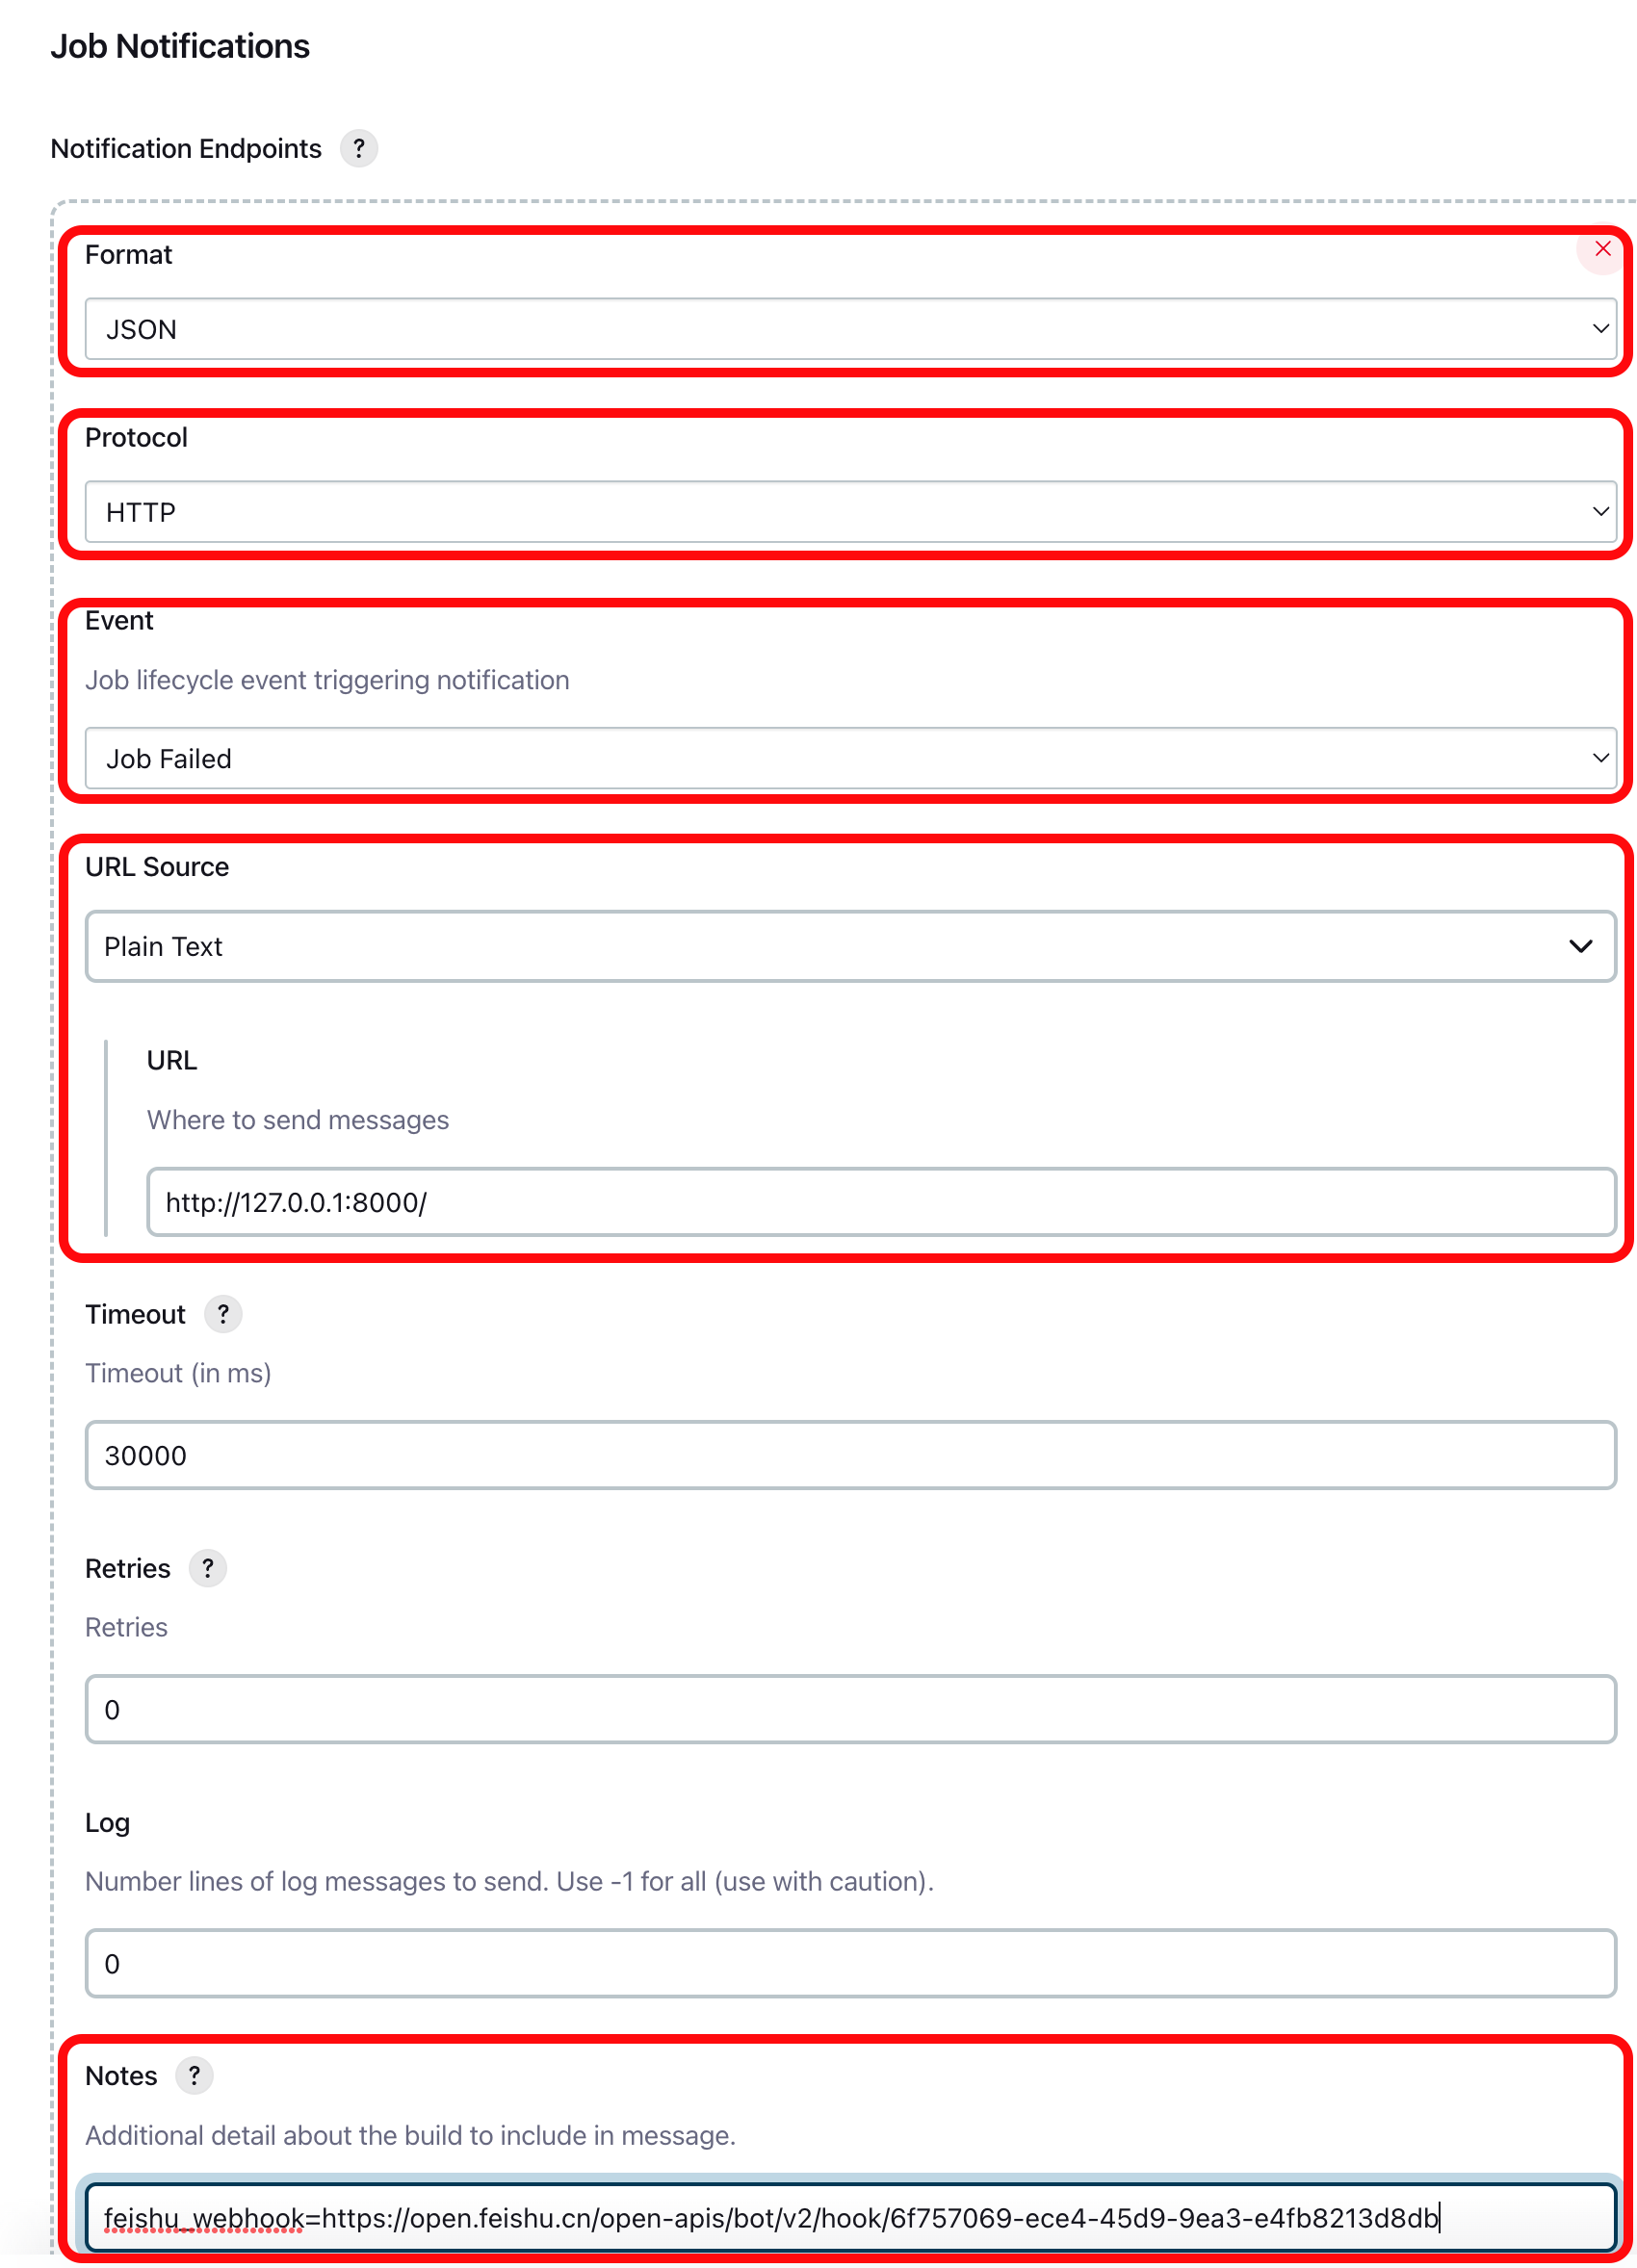 Job Notifications
Notification Endpoints ?
Format
JSON
Protocol
HTTP
Event
Job lifecycle event triggering notification
Job Failed
URL Source
Plain Text
URL
Where to send messages
http://127.0.0.1:8000/
Timeout ?
Timeout (in ms)
30000
Retries ?
Retries
0
Log
Number lines of log messages to send. Use -1 for all (use with caution).
0
Notes ?
Additional detail about the build to include in message.
feishu_webhook=https://open.feishu.cn/open-apis/bot/v2/hook/6f757069-ece4-45d9-9ea3-e4fb8213d8db